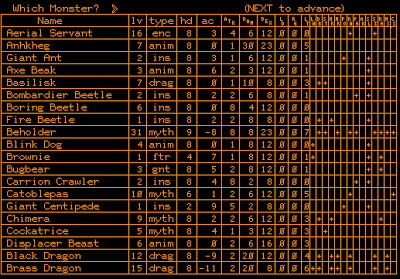 Which Monster? (NEXT to advance)
Name lv type hd ac
Aerial Servant 16 enc 8 3 4 6 12 0 0 0
Anhkheg 7 anim 8 0 1 30 23 0 0 5
Giant Ant 2 ins 8 3 1 6 12 0 0 1
Axe Beak 3 anim 8 6 2 3 12 0 0 1
Basilisk 7 drag 8 0 1 10 8 0 0 3
Bombardier Beetle 2 ins 8 2 2 6 8 0 0 1
Boring Beetle 6 ins 8 0 8 4 12 0 0 0
Fire Beetle 1 ins 8 2 2 8 8 0 0 0
Beholder 31 myth 9 -8 8 8 23 0 0 7
Blink Dog 4 anim 8 0 1 8 12 0 0 0
Brownie 1 ftr 4 7 1 8 12 0 0 1
Bugbear 3 gnt 8 5 2 8 12 0 0 1
Carrion Crawler 2 ins 8 4 8 2 8 0 0 0
Catoblepas 10 myth 6 1 2 6 12 0 0 5
Giant Centipede 1 ins 2 9 5 2 8 0 0 0
Chimera 9 myth 8 2 6 12 0 0 3
Cockatrice 5 myth 8 4 1 3 12 0 0
Displacer Beast 6 anim 8 0 2 6 16 0 0 3
Black Dragon 12 drag 8 -9 2 20 12 0 4
Brass Dragon 15 drag 8 -11 2 20 8 0 0 6